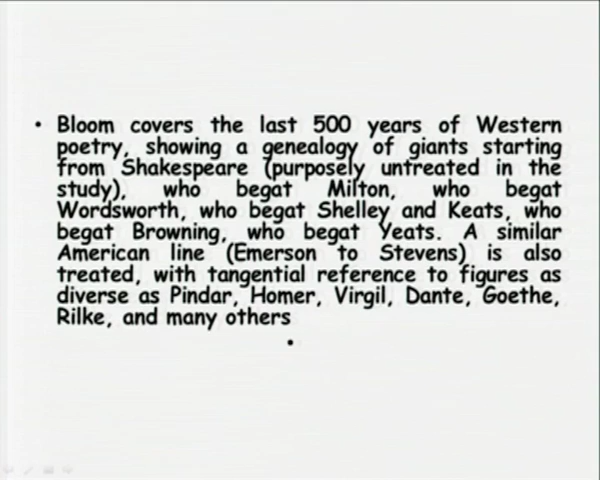 • Bloom covers the last 500 years of Western
poetry, showing a genealogy of giants starting
from Shakespeare (purposely untreated in the
study), who begat Milton, who begat
Wordsworth, who begat Shelley and Keats, who
begat Browning, who begat Yeats. A similar
American line (Emerson to Stevens) is also
treated, with tangential reference to figures as
diverse as Pindar, Homer, Virgil, Dante, Goethe,
Rilke, and many others
•